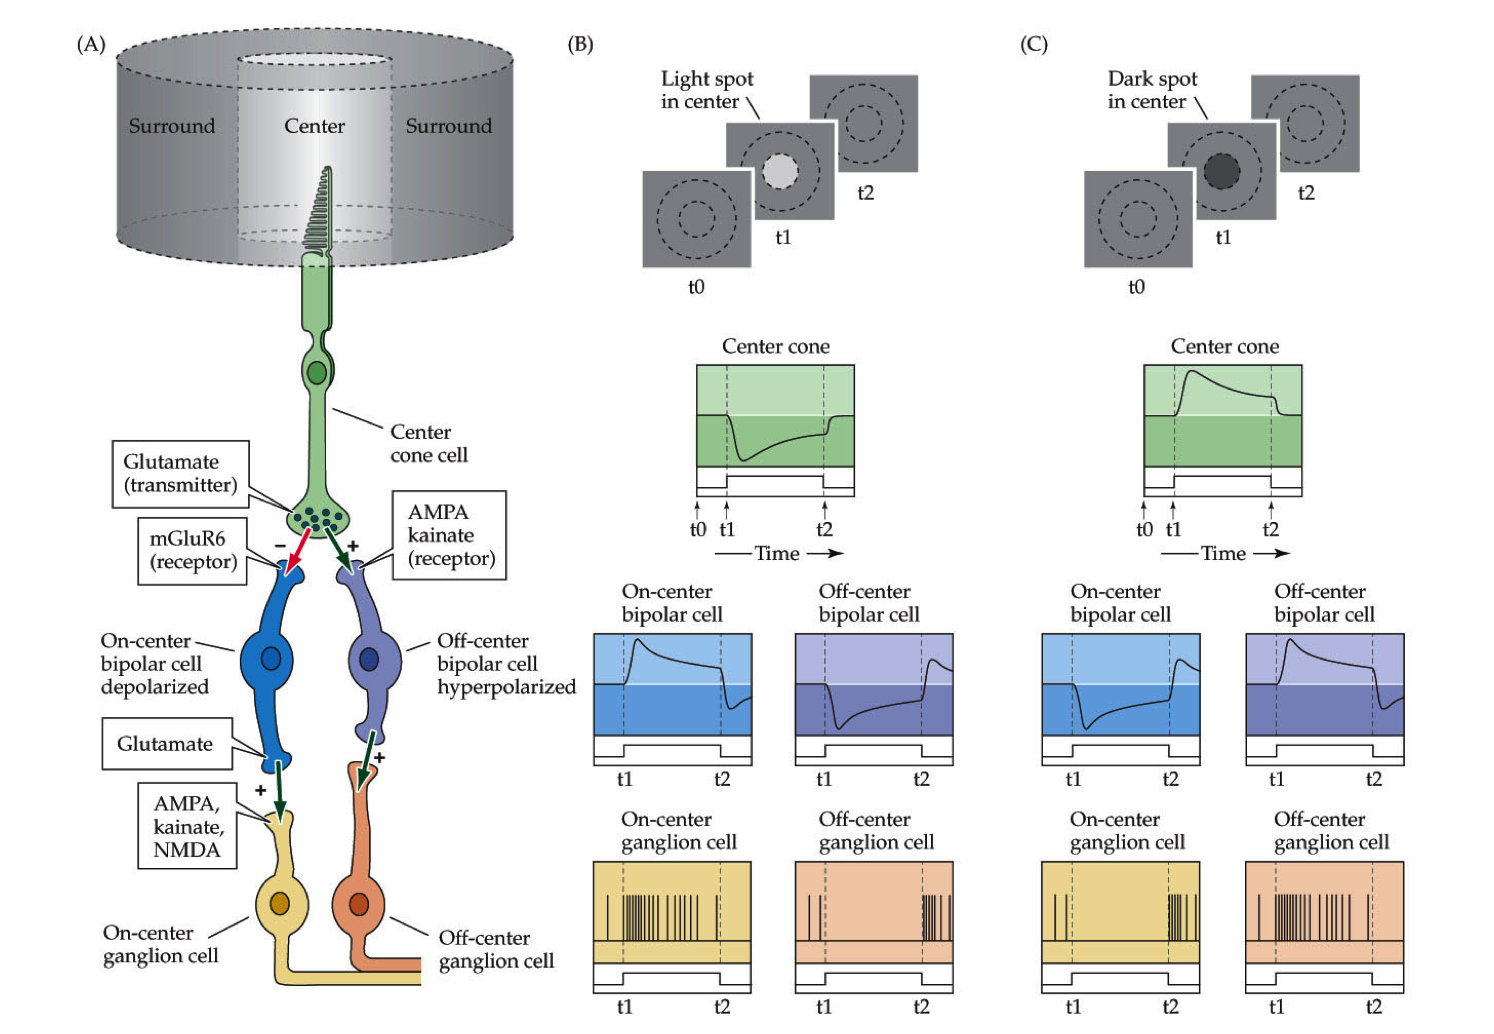 (A)
Surround
Center
Surround
Center
cone cell
Glutamate
(transmitter)
mGluR6
(receptor)
AMPA
kainate
(receptor)
–
+
On-center
bipolar cell
depolarized
Off-center
bipolar cell
hyperpolarized
Glutamate
+
+
AMPA,
kainate,
NMDA
On-center
ganglion cell
Off-center
ganglion cell
(B)
Light spot
in center
t0
t1
t2
Center cone
t0 t1 t2
Time
On-center
bipolar cell
t1 t2
Off-center
bipolar cell
t1 t2
On-center
ganglion cell
t1 t2
Off-center
ganglion cell
t1 t2
(C)
Dark spot
in center
t0
t1
t2
Center cone
t0 t1 t2
Time
On-center
bipolar cell
t1 t2
Off-center
bipolar cell
t1 t2
On-center
ganglion cell
t1 t2
Off-center
ganglion cell
t1 t2